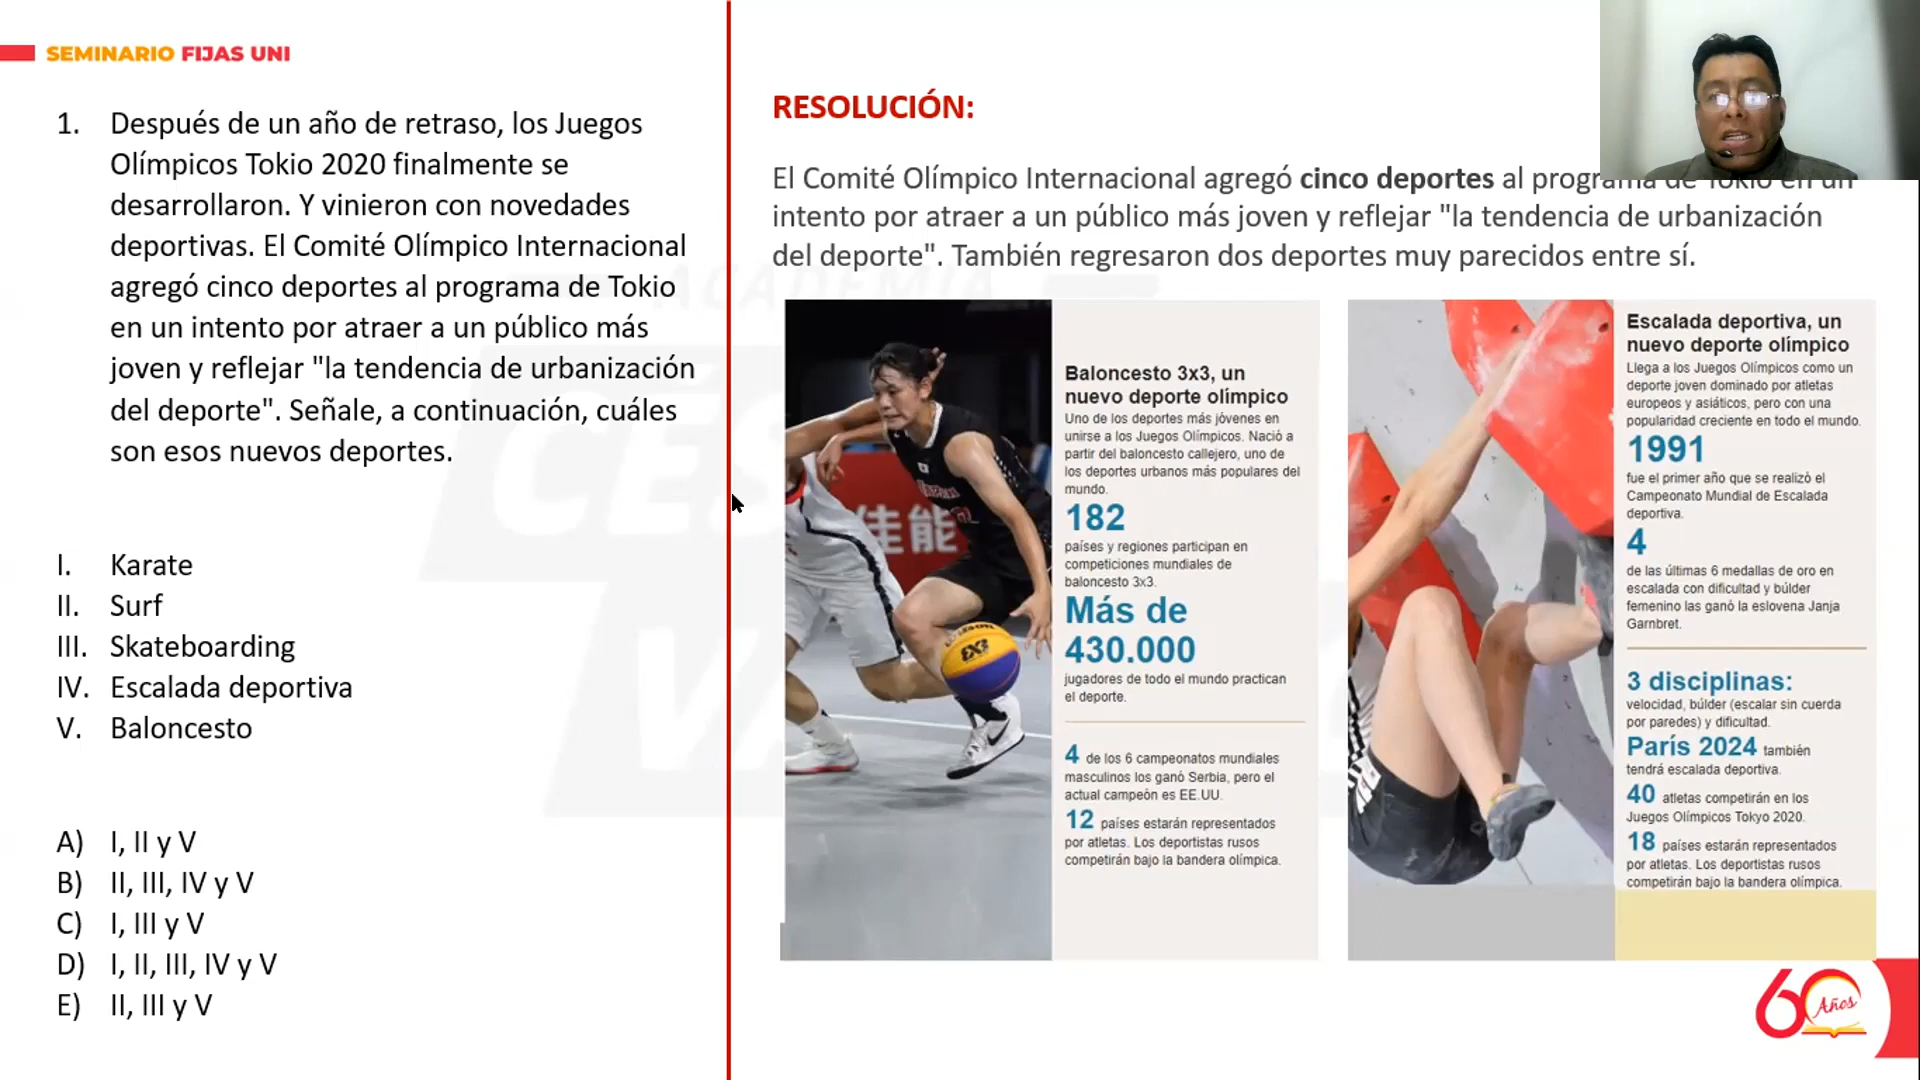 SEMINARIO FIJAS UNI
1. Después de un año de retraso, los Juegos
Olímpicos Tokio 2020 finalmente se
desarrollaron. Y vinieron con novedades
deportivas. El Comité Olímpico Internacional
agregó cinco deportes al programa de Tokio
en un intento por atraer a un público más
joven y reflejar "la tendencia de urbanización
del deporte". Señale, a continuación, cuáles
son esos nuevos deportes.
I. Karate
II. Surf
III. Skateboarding
IV. Escalada deportiva
V. Baloncesto
A) I, II y V
B) II, III, IV y V
C) I, III y V
D) I, II, III, IV y V
E) II, III y V
RESOLUCIÓN:
El Comité Olímpico Internacional agregó cinco deportes al programa de Tokio en un
intento por atraer a un público más joven y reflejar "la tendencia de urbanización
del deporte". También regresaron dos deportes muy parecidos entre sí.
佳能
3X3
Baloncesto 3x3, un
nuevo deporte olímpico
Uno de los deportes más jóvenes en
unirse a los Juegos Olímpicos. Nació a
partir del baloncesto callejero, uno de
los deportes urbanos más populares del
mundo.
182
países y regiones participan en
competiciones mundiales de
baloncesto 3x3.
Más de
430.000
jugadores de todo el mundo practican
el deporte.
4 de los 6 campeonatos mundiales
masculinos los ganó Serbia, pero el
actual campeón es EE.UU.
12 países estarán representados
por atletas. Los deportistas rusos
competirán bajo la bandera olímpica.
Escalada deportiva, un
nuevo deporte olímpico
Llega a los Juegos Olímpicos como un
deporte joven dominado por atletas
europeos y asiáticos, pero con una
popularidad creciente en todo el mundo.
1991
fue el primer año que se realizó el
Campeonato Mundial de Escalada
deportiva.
4
de las últimas 6 medallas de oro en
escalada con dificultad y búlder
femenino las ganó la eslovena Janja
Garnbret.
3 disciplinas:
velocidad, búlder (escalar sin cuerda
por paredes) y dificultad.
París 2024 también
tendrá escalada deportiva.
40 atletas competirán en los
Juegos Olímpicos Tokyo 2020.
18 países estarán representados
por atletas. Los deportistas rusos
competirán bajo la bandera olímpica.
60 Años
ACADEMIA